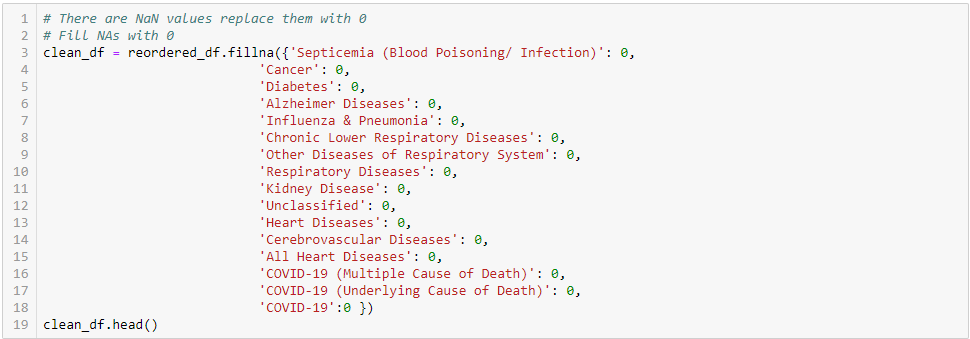 1 # There are NaN values replace them with 0
2 # Fill NAs with 0
3 clean_df = reordered_df.fillna({'Septicemia (Blood Poisoning/ Infection)': 0,
4 'Cancer': 0,
5 'Diabetes': 0,
6 'Alzheimer Diseases': 0,
7 'Influenza & Pneumonia': 0,
8 'Chronic Lower Respiratory Diseases': 0,
9 'Other Diseases of Respiratory System': 0,
10 'Respiratory Diseases': 0,
11 'Kidney Disease': 0,
12 'Unclassified': 0,
13 'Heart Diseases': 0,
14 'Cerebrovascular Diseases': 0,
15 'All Heart Diseases': 0,
16 'COVID-19 (Multiple Cause of Death)': 0,
17 'COVID-19 (Underlying Cause of Death)': 0,
18 'COVID-19':0 })
19 clean_df.head()